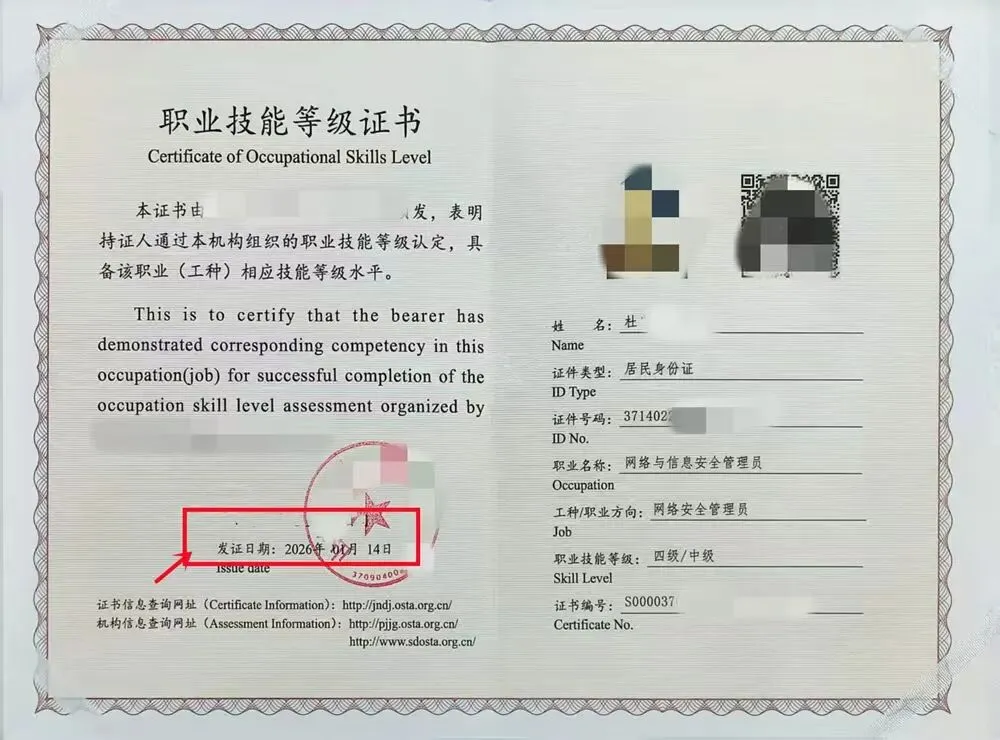 职业技能等级证书
Certificate of Occupational Skills Level
本证书由
发，表明
持证人通过本机构组织的职业技能等级认定，具
备该职业（工种）相应技能等级水平。
This is to certify that the bearer has
demonstrated corresponding competency in this
occupation(job) for successful completion of the
occupation skill level assessment organized by
发证日期：2026年 01月 14日
Issue date
37090400
证书信息查询网址（Certificate Information）：http://jndj.osta.org.cn/
机构信息查询网址（Assessment Information）：http://pjjg.osta.org.cn/
http://www.sdosta.org.cn/
姓 名：杜
Name
证件类型：居民身份证
ID Type
证件号码：371402
ID No.
职业名称：网络与信息安全管理员
Occupation
工种/职业方向：网络安全管理员
Job
职业技能等级：四级/中级
Skill Level
证书编号：S000037
Certificate No.